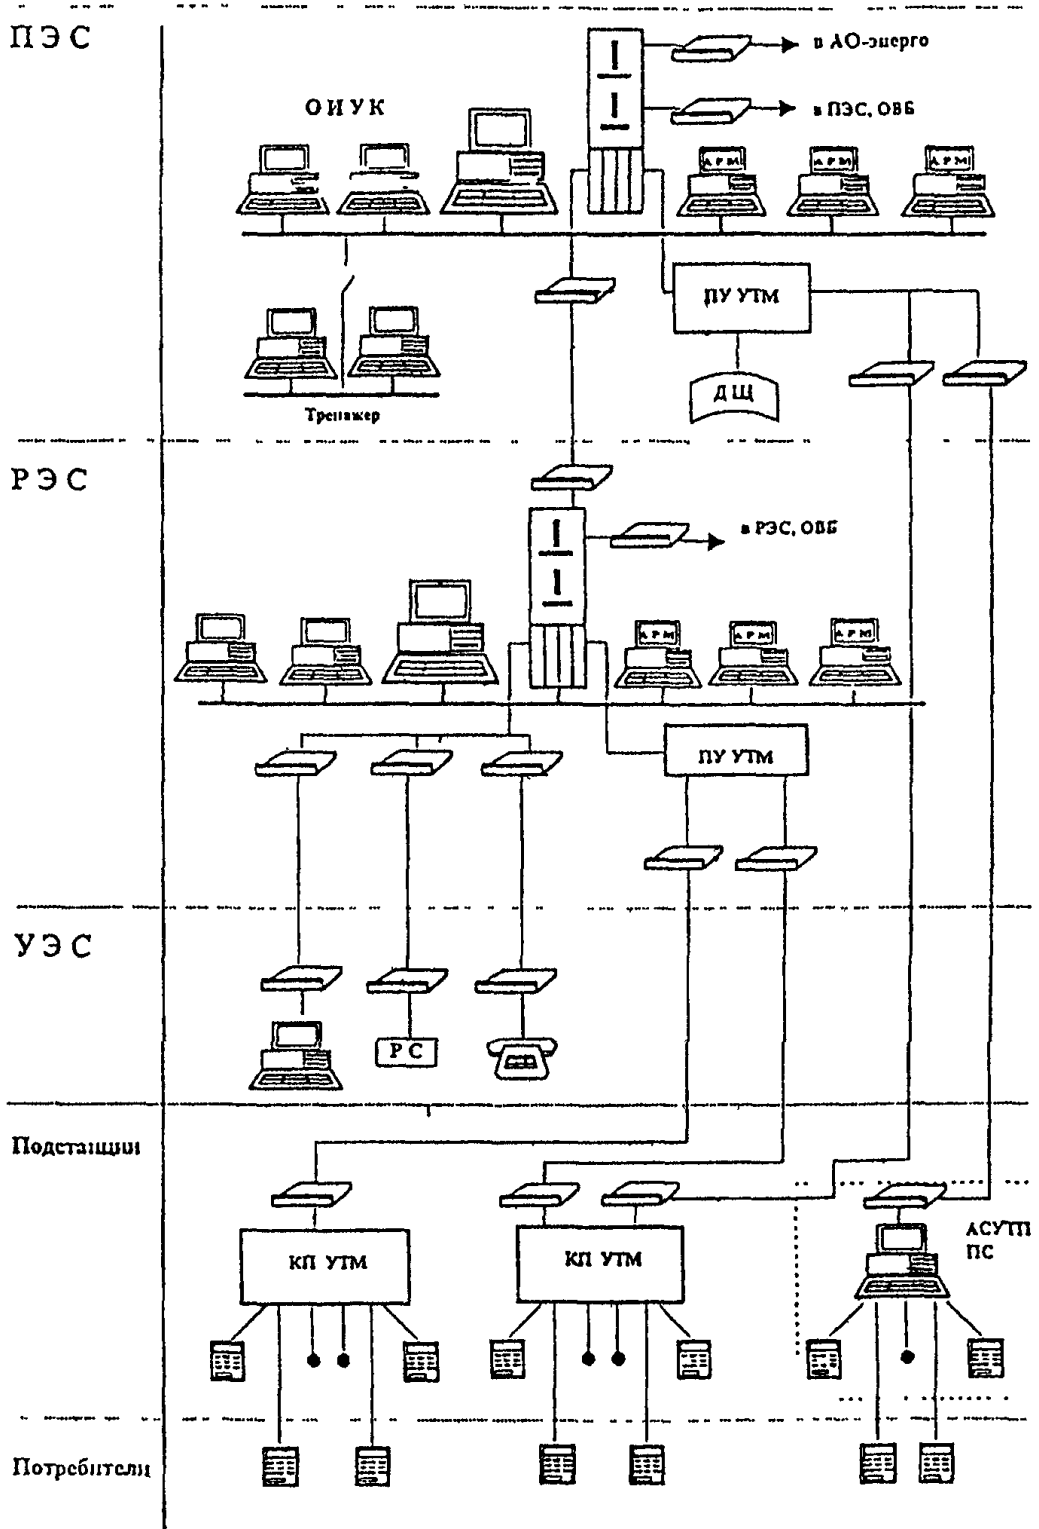 ПЭС
в АО-энерго
в ПЭС, ОВБ
ОИУК
АРМ
АРМ
АРМ
ПУ УТМ
ДЩ
Тренажер
РЭС
в РЭС, ОВБ
АРМ
АРМ
АРМ
ПУ УТМ
УЭС
РС
Подстанции
АСУТП
ПС
КП УТМ
КП УТМ
Потребители